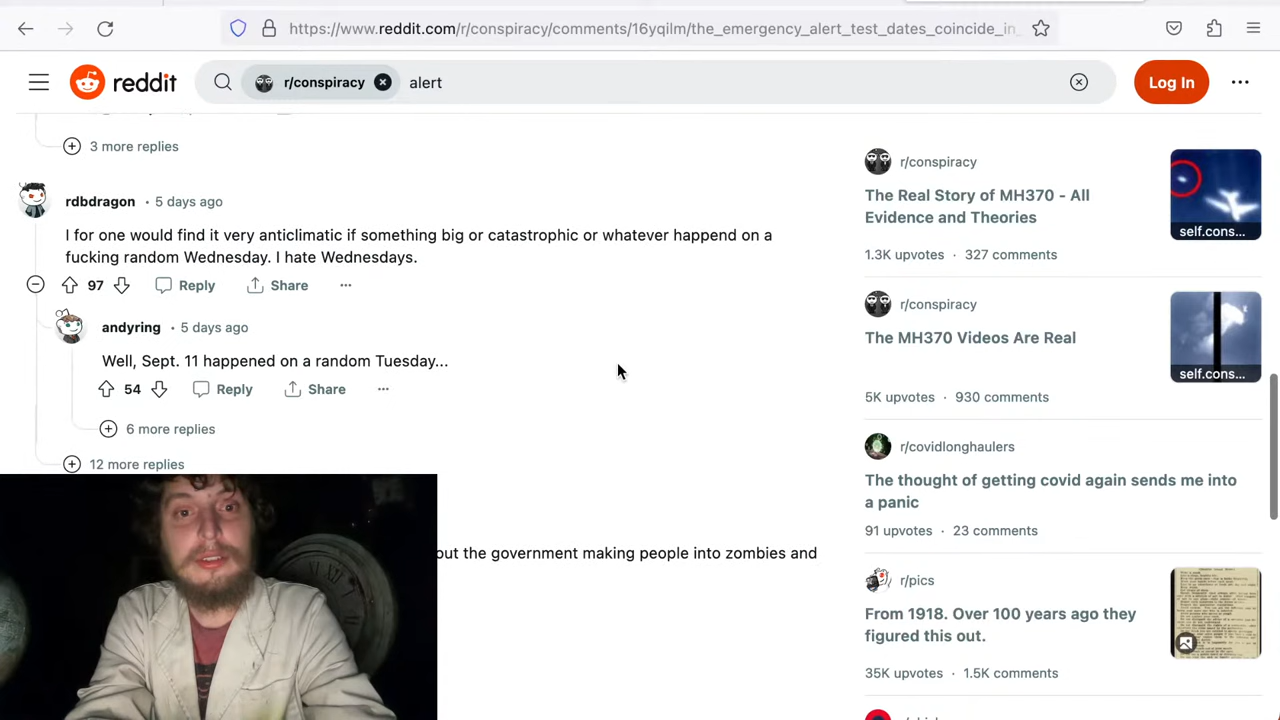 https://www.reddit.com/r/conspiracy/comments/16yqilm/the_emergency_alert_test_dates_coincide_in_
reddit
r/conspiracy
alert
Log In
3 more replies
rdbdragon • 5 days ago
I for one would find it very anticlimatic if something big or catastrophic or whatever happend on a
fucking random Wednesday. I hate Wednesdays.
97 Reply Share
andyring • 5 days ago
Well, Sept. 11 happened on a random Tuesday...
54 Reply Share
6 more replies
12 more replies
out the government making people into zombies and
r/conspiracy
The Real Story of MH370 - All
Evidence and Theories
self.cons...
1.3K upvotes • 327 comments
r/conspiracy
The MH370 Videos Are Real
self.cons...
5K upvotes • 930 comments
r/covidlonghaulers
The thought of getting covid again sends me into
a panic
91 upvotes • 23 comments
r/pics
From 1918. Over 100 years ago they
figured this out.
35K upvotes • 1.5K comments